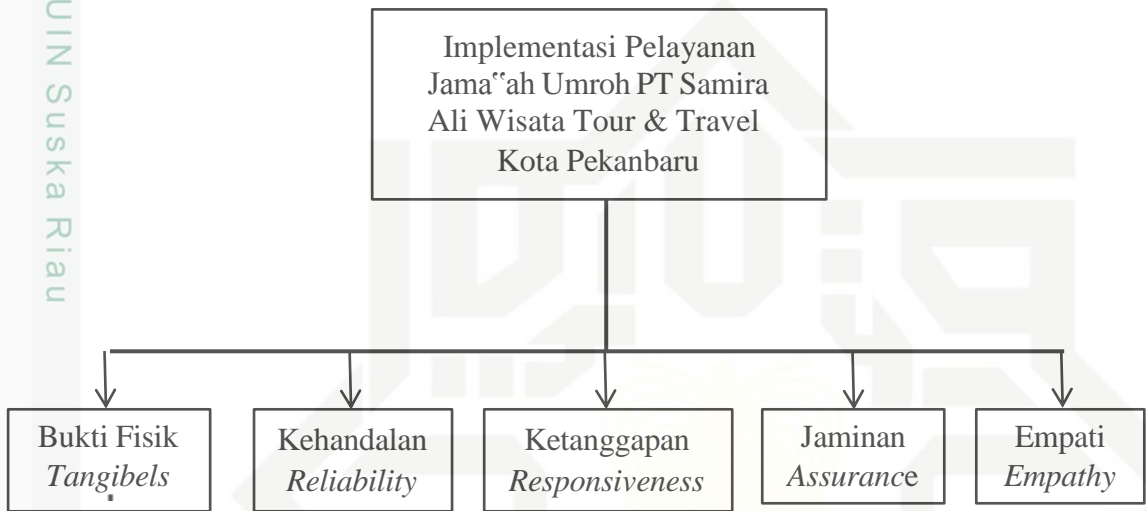 UIN Suska Riau
Implementasi Pelayanan
Jama‟ah Umroh PT Samira
Ali Wisata Tour & Travel
Kota Pekanbaru
Bukti Fisik
Tangibels
Kehandalan
Reliability
Ketanggapan
Responsiveness
Jaminan
Assurance
Empati
Empathy